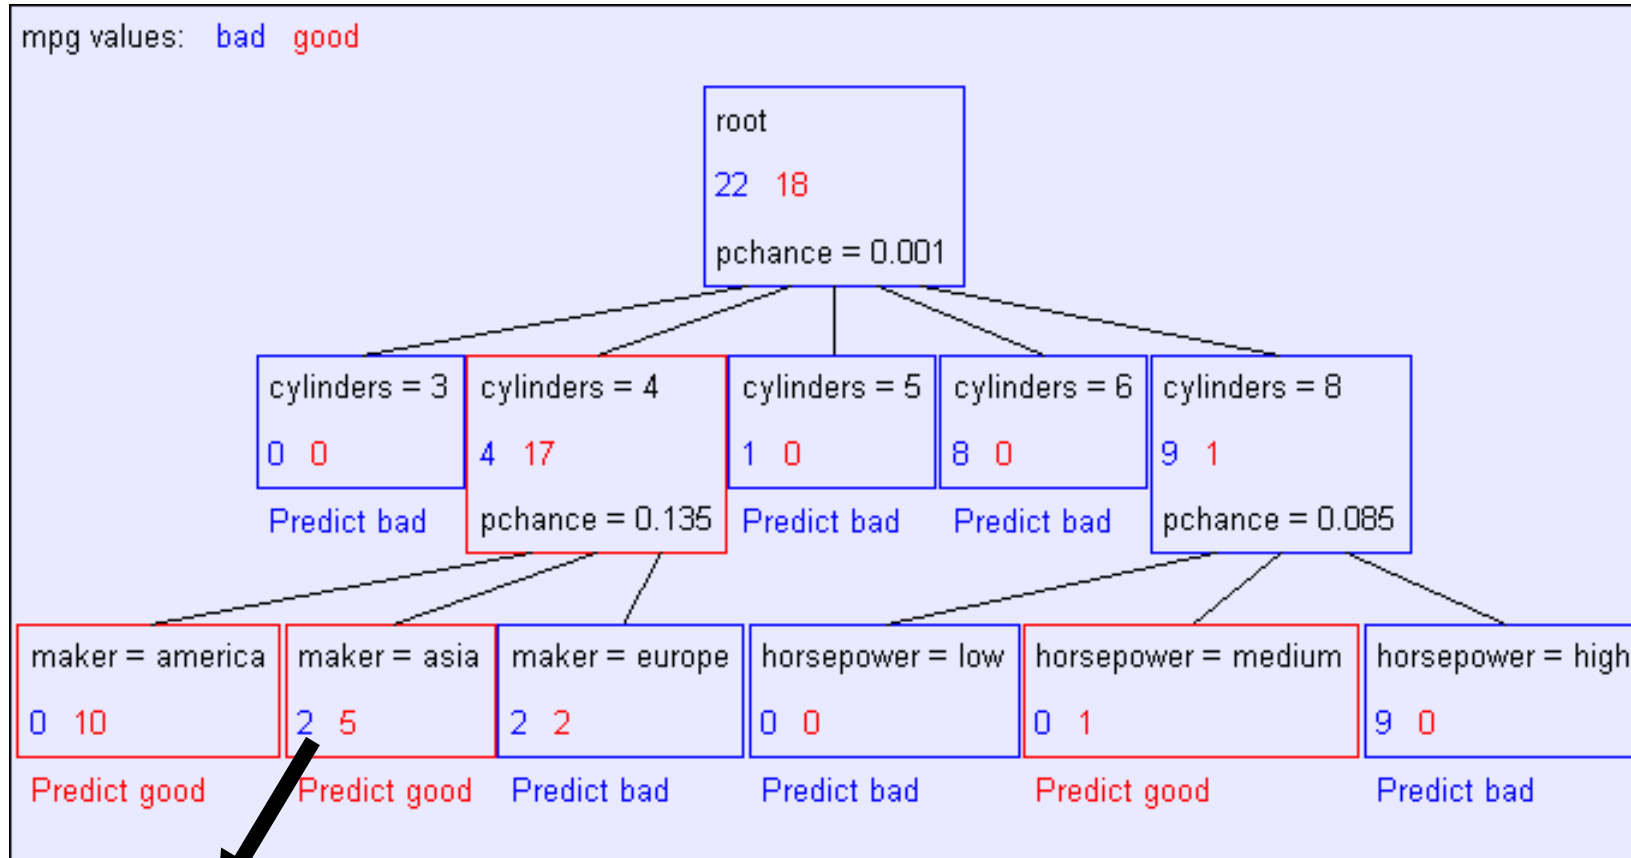 mpg values: bad good
root
22 18
pchance = 0.001
cylinders = 3
0 0
Predict bad
cylinders = 4
4 17
pchance = 0.135
cylinders = 5
1 0
Predict bad
cylinders = 6
8 0
Predict bad
cylinders = 8
9 1
pchance = 0.085
maker = america
0 10
Predict good
maker = asia
2 5
Predict good
maker = europe
2 2
Predict bad
horsepower = low
0 0
Predict bad
horsepower = medium
0 1
Predict good
horsepower = high
9 0
Predict bad